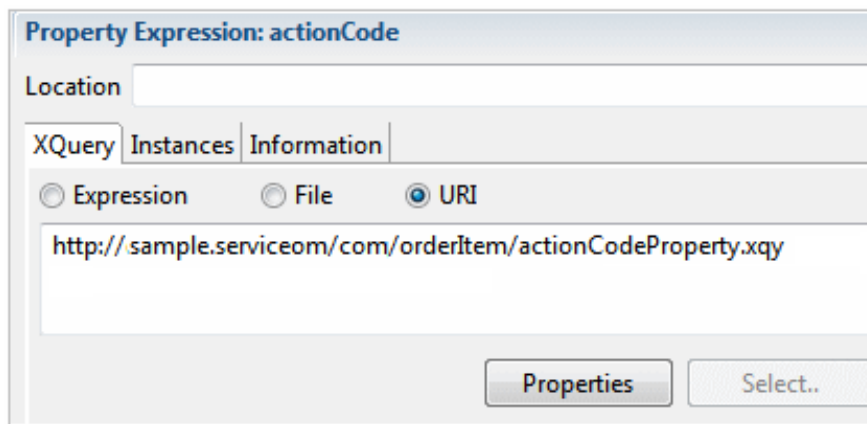 Property Expression: actionCode
Location
XQuery Instances Information
Expression File URI
http://sample.serviceom/com/orderItem/actionCodeProperty.xqy
Properties Select..